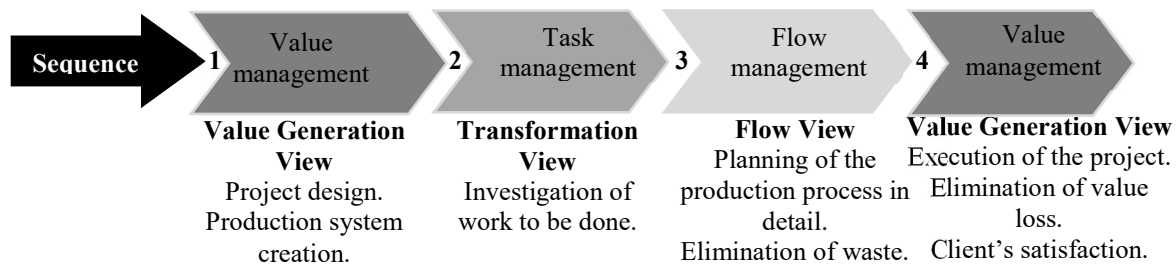 Sequence
1
Value
management
2
Task
management
3
Flow
management
4
Value
management
Value Generation
View
Project design.
Production system
creation.
Transformation
View
Investigation of
work to be done.
Flow View
Planning of the
production process in
detail.
Elimination of waste.
Value Generation View
Execution of the project.
Elimination of value
loss.
Client’s satisfaction.